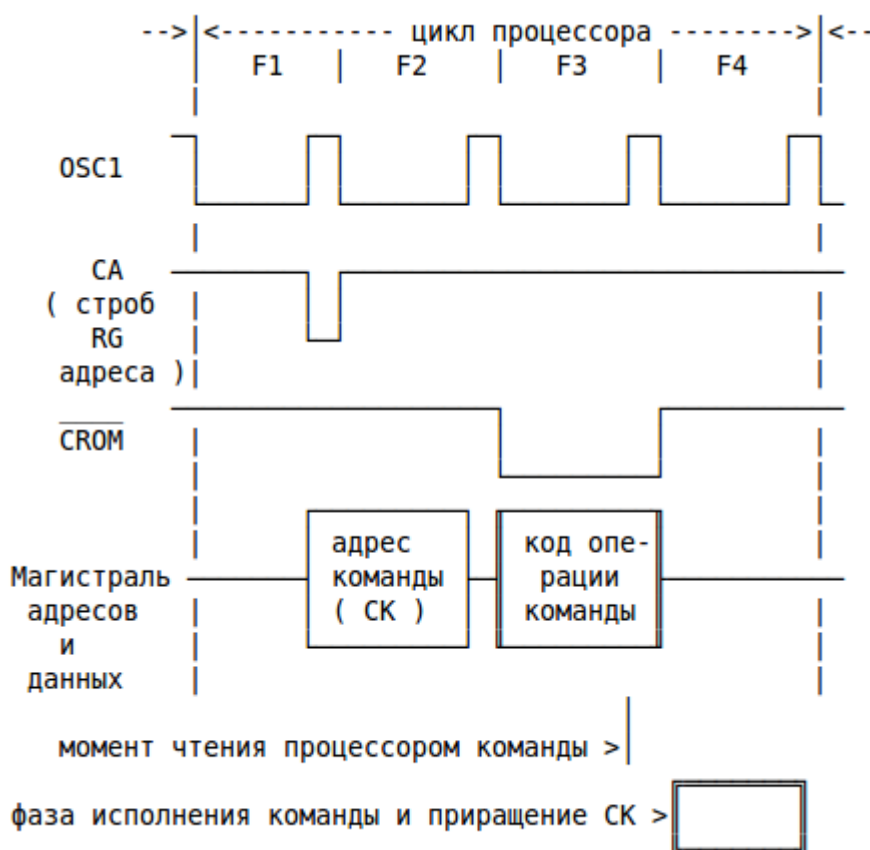 -->|<----------- цикл процессора -------->|<--
F1 | F2 | F3 | F4
OSC1
CA
( строб
RG
адреса )
CROM
адрес код опе-
Магистраль команды рации
адресов ( СК ) команды
и
данных
момент чтения процессором команды >
фаза исполнения команды и приращение СК >